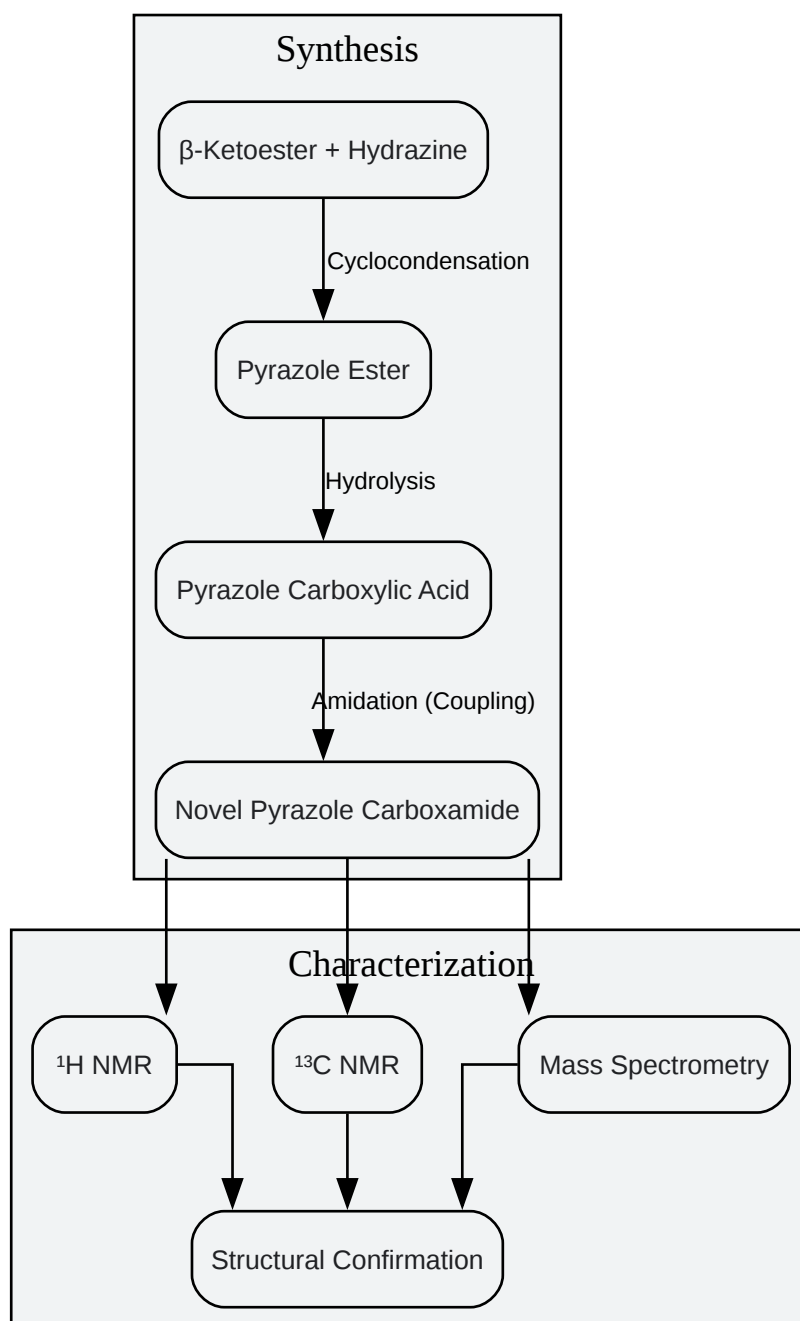 Synthesis
β-Ketoester + Hydrazine
Cyclocondensation
Pyrazole Ester
Hydrolysis
Pyrazole Carboxylic Acid
Amidation (Coupling)
Novel Pyrazole Carboxamide
Characterization
¹H NMR
¹³C NMR
Mass Spectrometry
Structural Confirmation